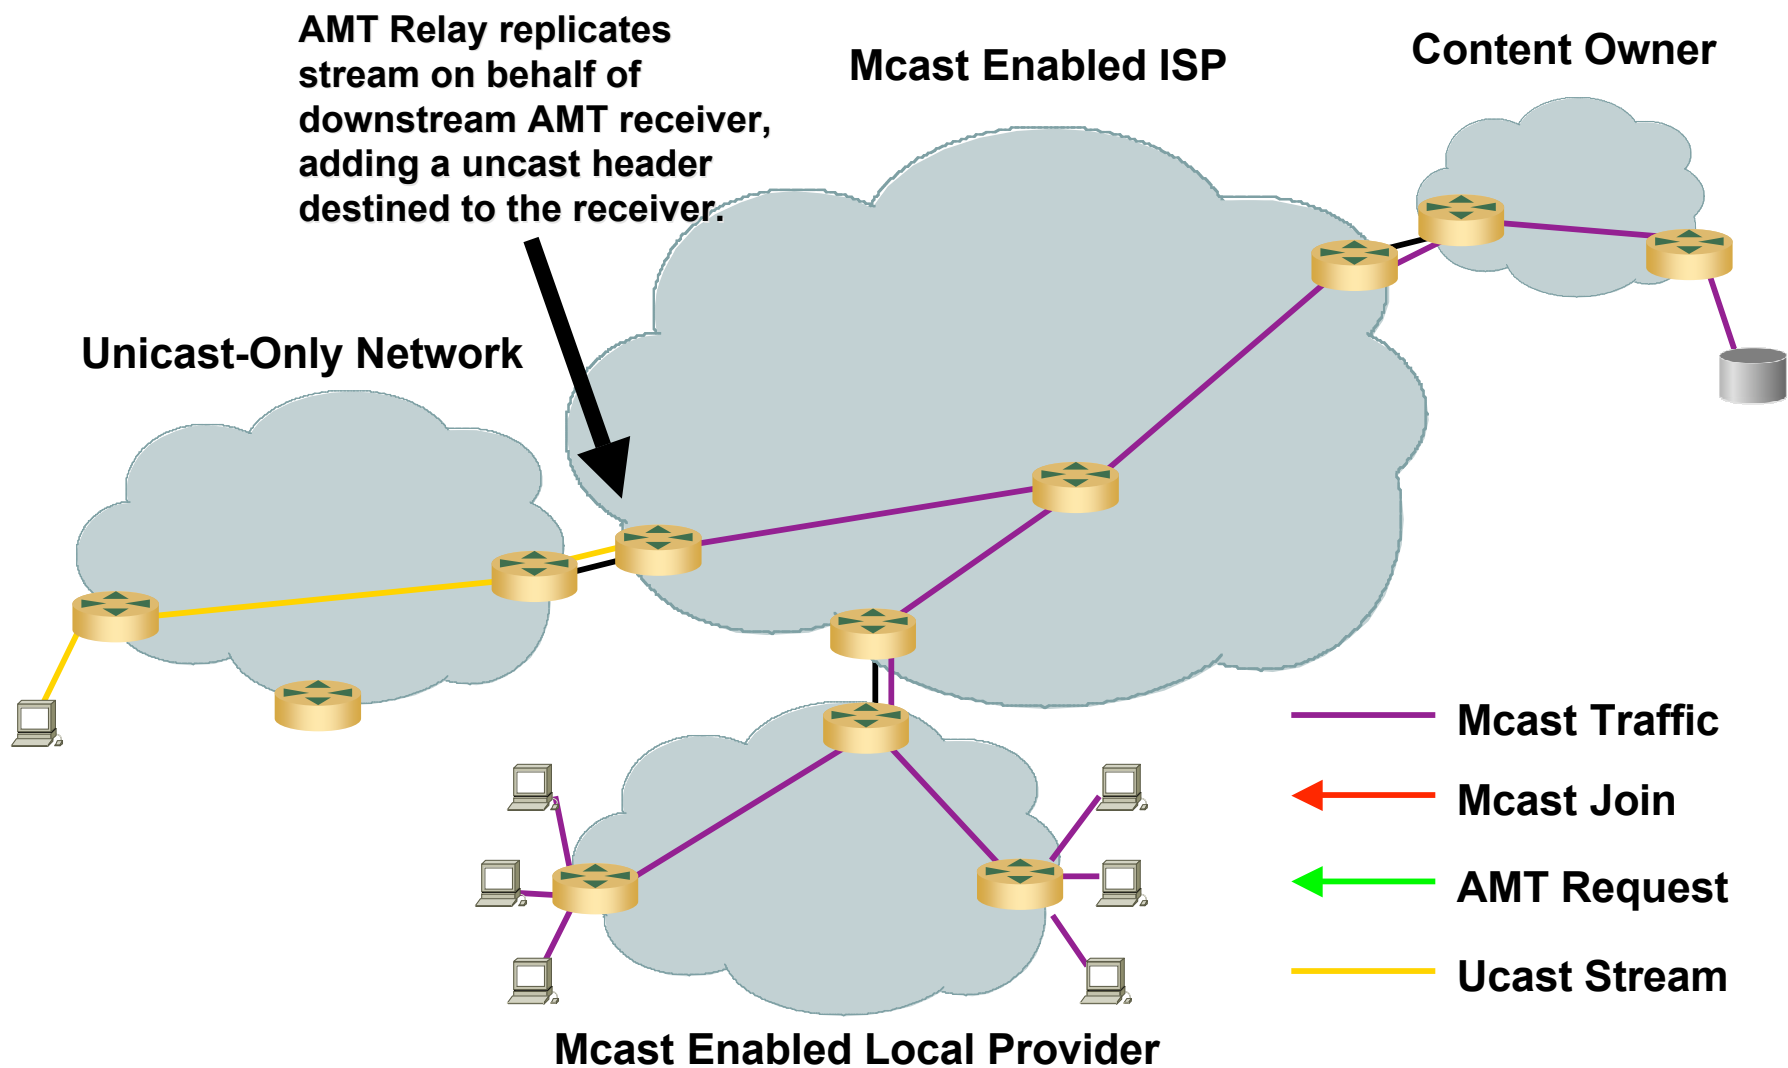 AMT Relay replicates
stream on behalf of
downstream AMT receiver,
adding a uncast header
destined to the receiver.
Mcast Enabled ISP
Content Owner
Unicast-Only Network
Mcast Traffic
Mcast Join
AMT Request
Ucast Stream
Mcast Enabled Local Provider